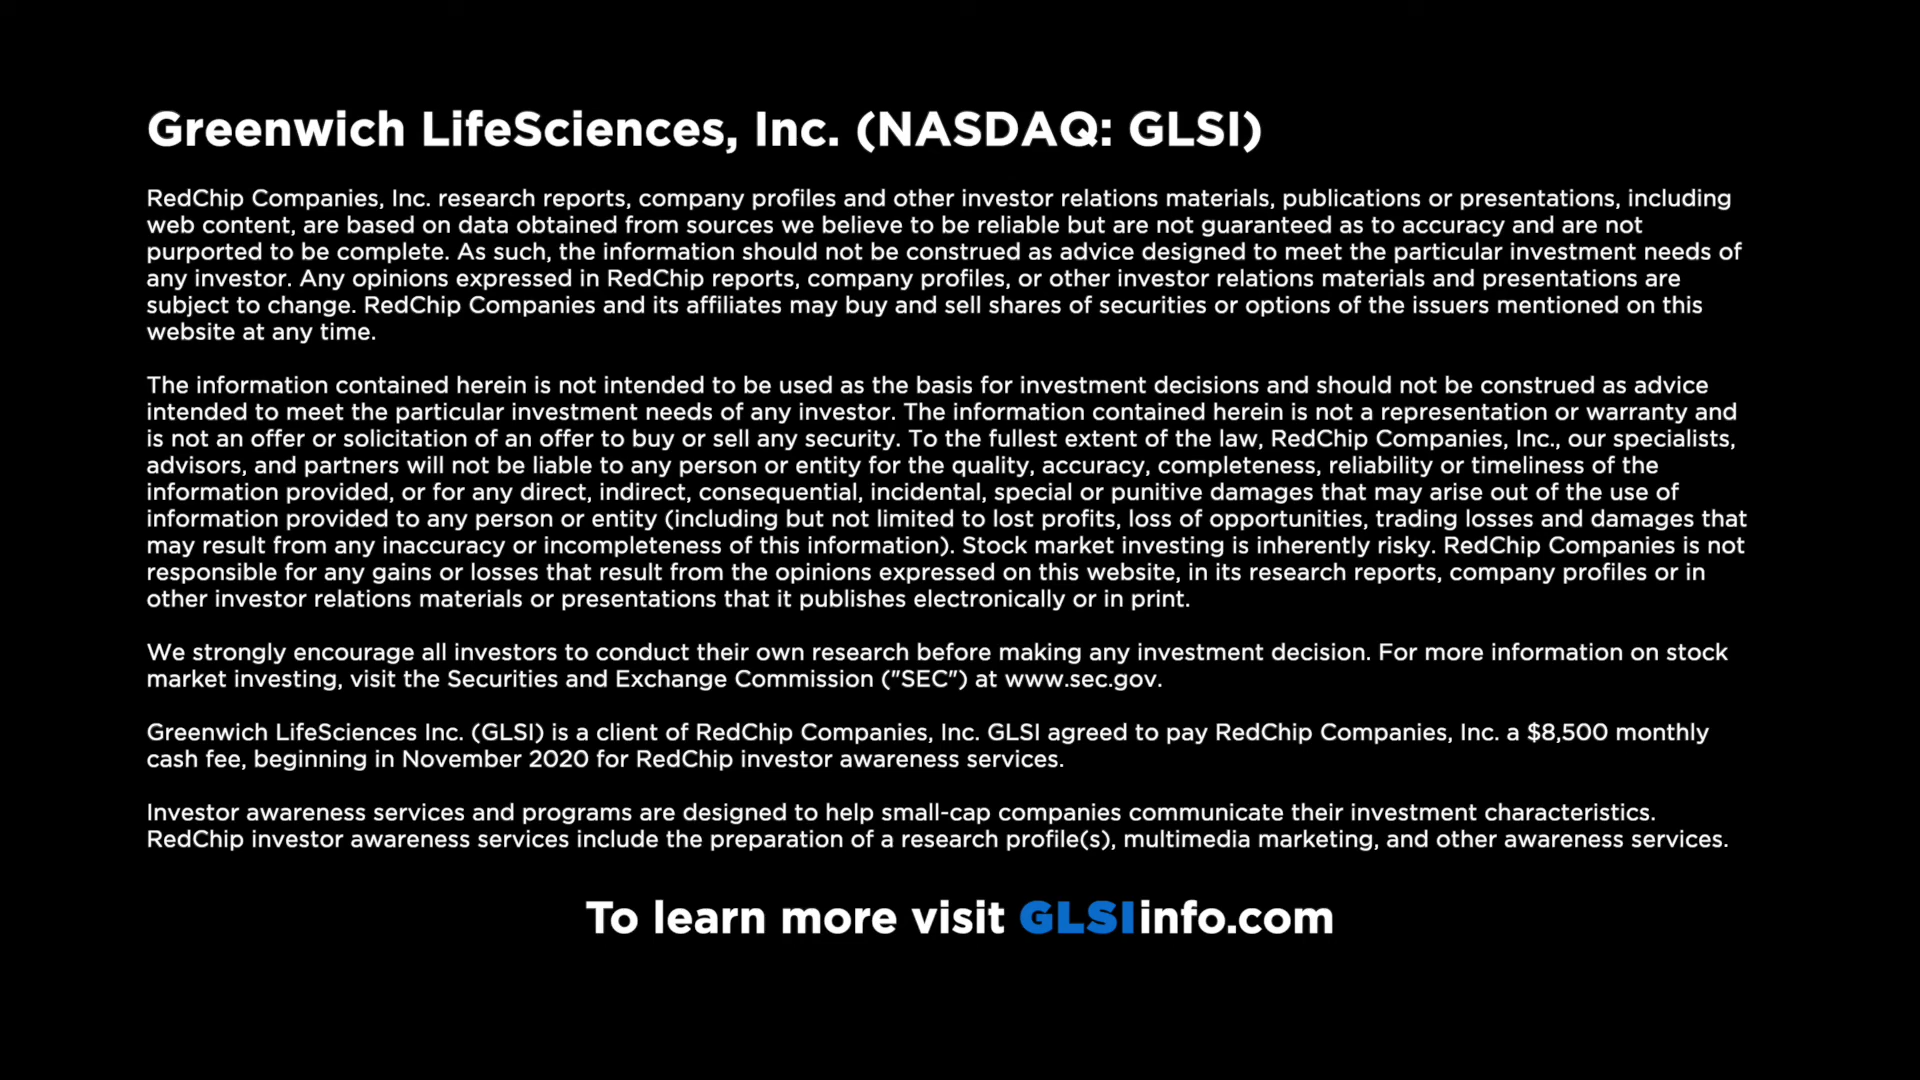 Greenwich LifeSciences, Inc. (NASDAQ: GLSI)
RedChip Companies, Inc. research reports, company profiles and other investor relations materials, publications or presentations, including
web content, are based on data obtained from sources we believe to be reliable but are not guaranteed as to accuracy and are not
purported to be complete. As such, the information should not be construed as advice designed to meet the particular investment needs of
any investor. Any opinions expressed in RedChip reports, company profiles, or other investor relations materials and presentations are
subject to change. RedChip Companies and its affiliates may buy and sell shares of securities or options of the issuers mentioned on this
website at any time.
The information contained herein is not intended to be used as the basis for investment decisions and should not be construed as advice
intended to meet the particular investment needs of any investor. The information contained herein is not a representation or warranty and
is not an offer or solicitation of an offer to buy or sell any security. To the fullest extent of the law, RedChip Companies, Inc., our specialists,
advisors, and partners will not be liable to any person or entity for the quality, accuracy, completeness, reliability or timeliness of the
information provided, or for any direct, indirect, consequential, incidental, special or punitive damages that may arise out of the use of
information provided to any person or entity (including but not limited to lost profits, loss of opportunities, trading losses and damages that
may result from any inaccuracy or incompleteness of this information). Stock market investing is inherently risky. RedChip Companies is not
responsible for any gains or losses that result from the opinions expressed on this website, in its research reports, company profiles or in
other investor relations materials or presentations that it publishes electronically or in print.
We strongly encourage all investors to conduct their own research before making any investment decision. For more information on stock
market investing, visit the Securities and Exchange Commission ("SEC") at www.sec.gov.
Greenwich LifeSciences Inc. (GLSI) is a client of RedChip Companies, Inc. GLSI agreed to pay RedChip Companies, Inc. a $8,500 monthly
cash fee, beginning in November 2020 for RedChip investor awareness services.
Investor awareness services and programs are designed to help small-cap companies communicate their investment characteristics.
RedChip investor awareness services include the preparation of a research profile(s), multimedia marketing, and other awareness services.
To learn more visit GLSIinfo.com